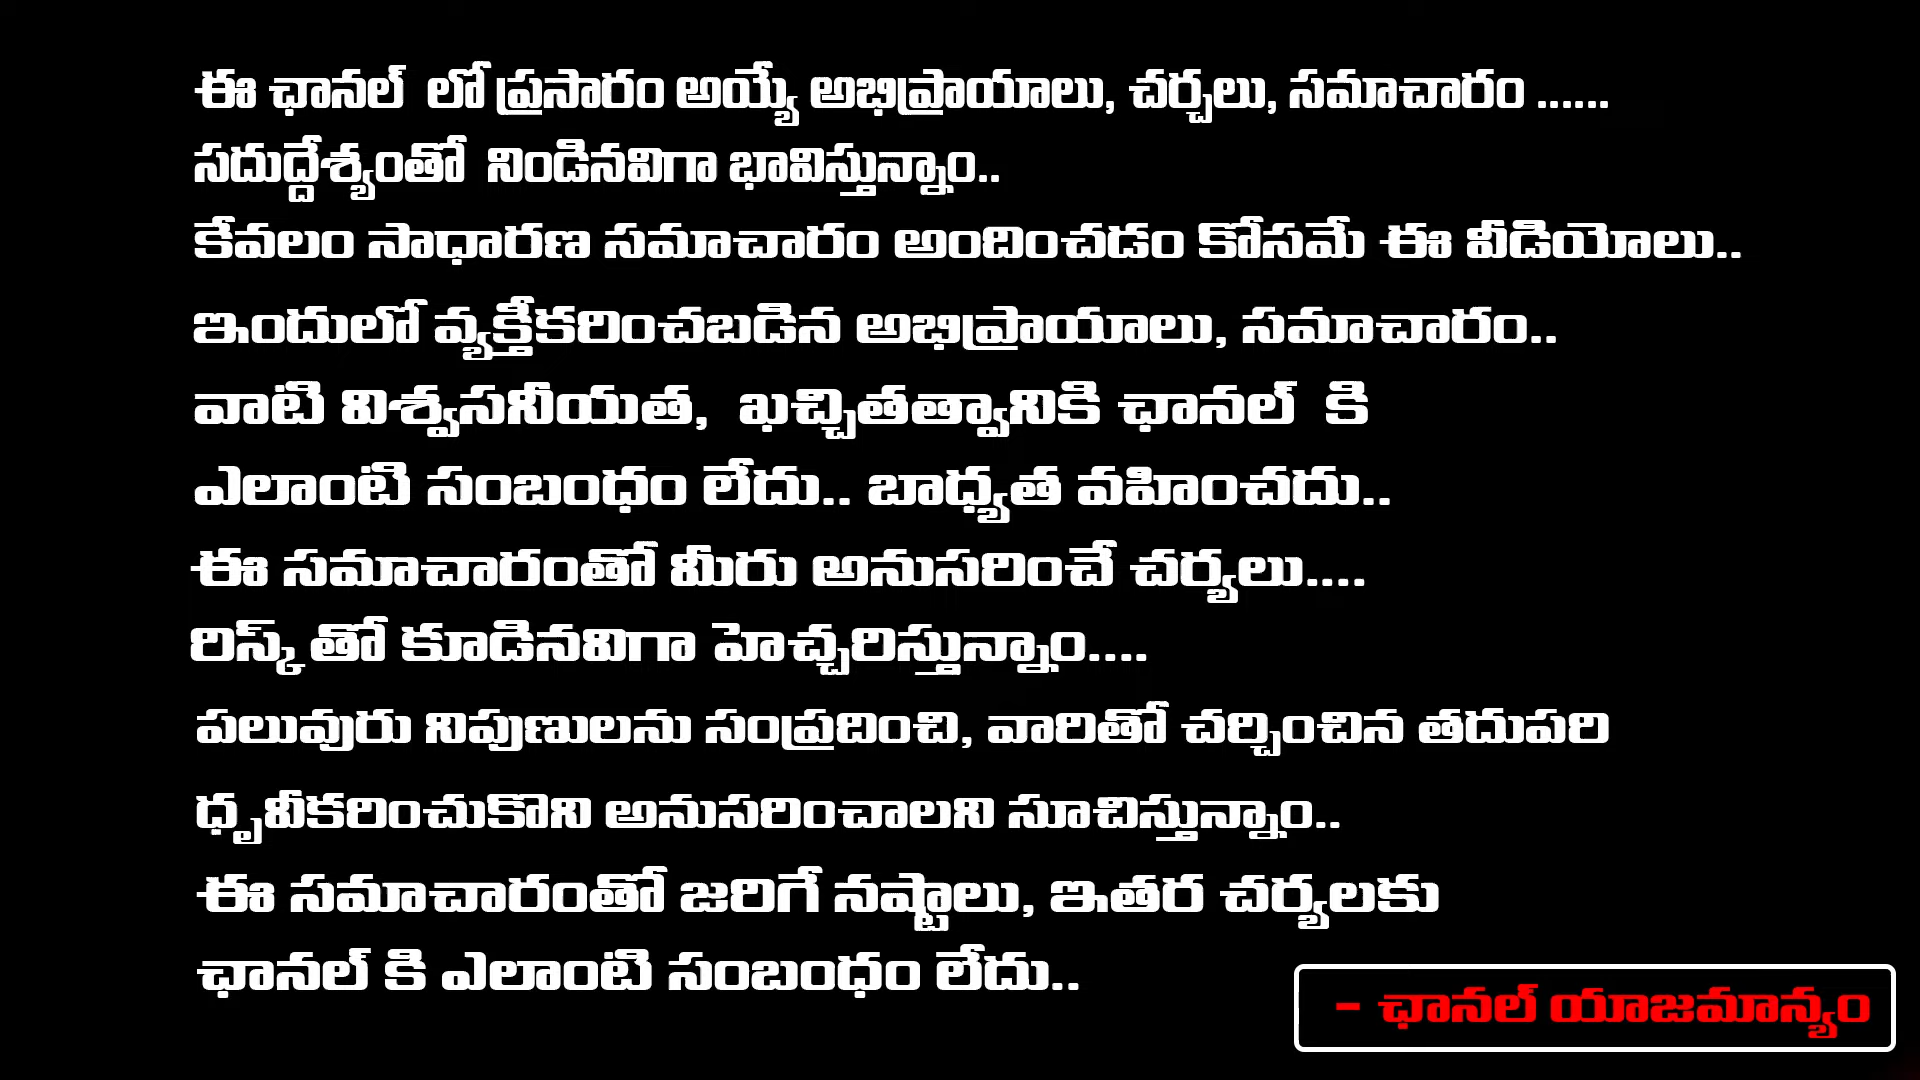 ఈ ఛానల్ లో ప్రసారం అయ్యే అభిప్రాయాలు, చర్చలు, సమాచారం ......
సదుద్దేశ్యంతో నిండినవిగా భావిస్తున్నాం..
కేవలం సాధారణ సమాచారం అందించడం కోసమే ఈ వీడియోలు..
ఇందులో వ్యక్తీకరించబడిన అభిప్రాయాలు, సమాచారం..
వాటి విశ్వసనీయత, ఖచ్చితత్వానికి ఛానల్ కి
ఎలాంటి సంబంధం లేదు.. బాధ్యత వహించదు..
ఈ సమాచారంతో మీరు అనుసరించే చర్యలు....
రిస్క్ తో కూడినవిగా హెచ్చరిస్తున్నాం....
పలువురు నిపుణులను సంప్రదించి, వారితో చర్చించిన తదుపరి
ధృవీకరించుకొని అనుసరించాలని సూచిస్తున్నాం..
ఈ సమాచారంతో జరిగే నష్టాలు, ఇతర చర్యలకు
ఛానల్ కి ఎలాంటి సంబంధం లేదు..
- ఛానల్ యాజమాన్యం